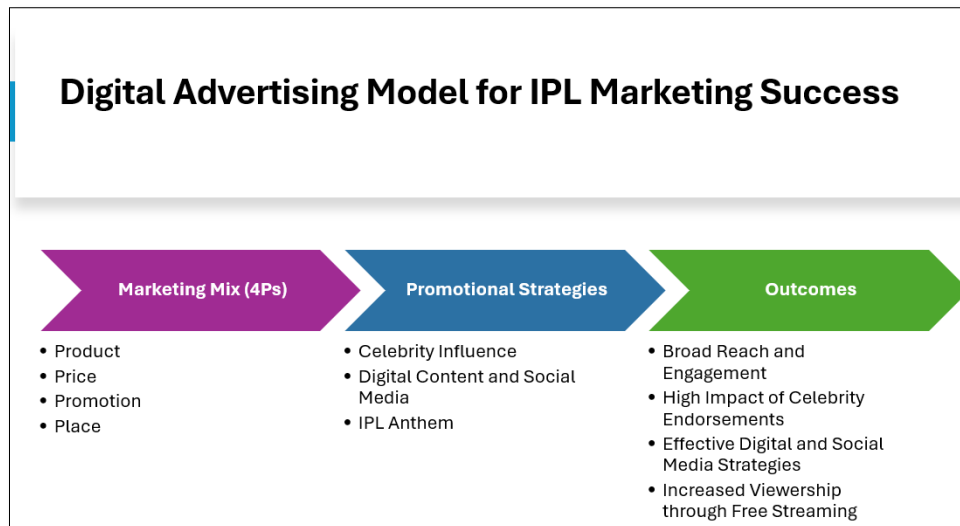 Digital Advertising Model for IPL Marketing Success
Marketing Mix (4Ps)
• Product
• Price
• Promotion
• Place
Promotional Strategies
• Celebrity Influence
• Digital Content and Social
Media
• IPL Anthem
Outcomes
• Broad Reach and
Engagement
• High Impact of Celebrity
Endorsements
• Effective Digital and Social
Media Strategies
• Increased Viewership
through Free Streaming